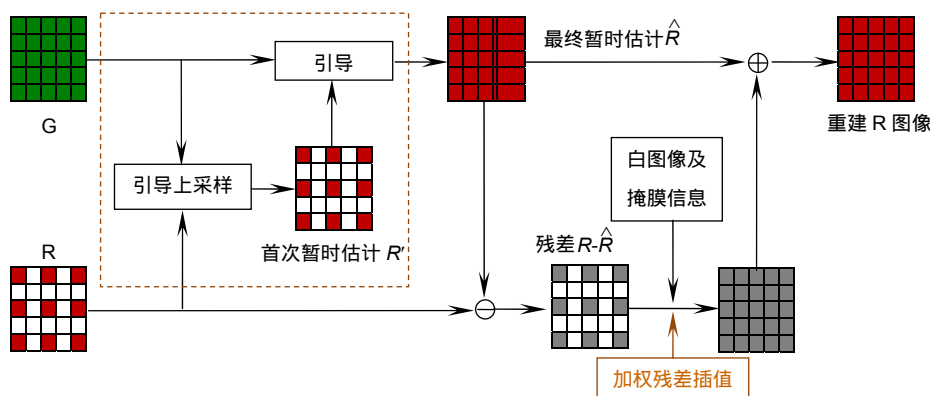 最终暂时估计R̂
引导
G
重建 R 图像
引导上采样
白图像及
掩膜信息
首次暂时估计 R′
残差R-R̂
R
加权残差插值